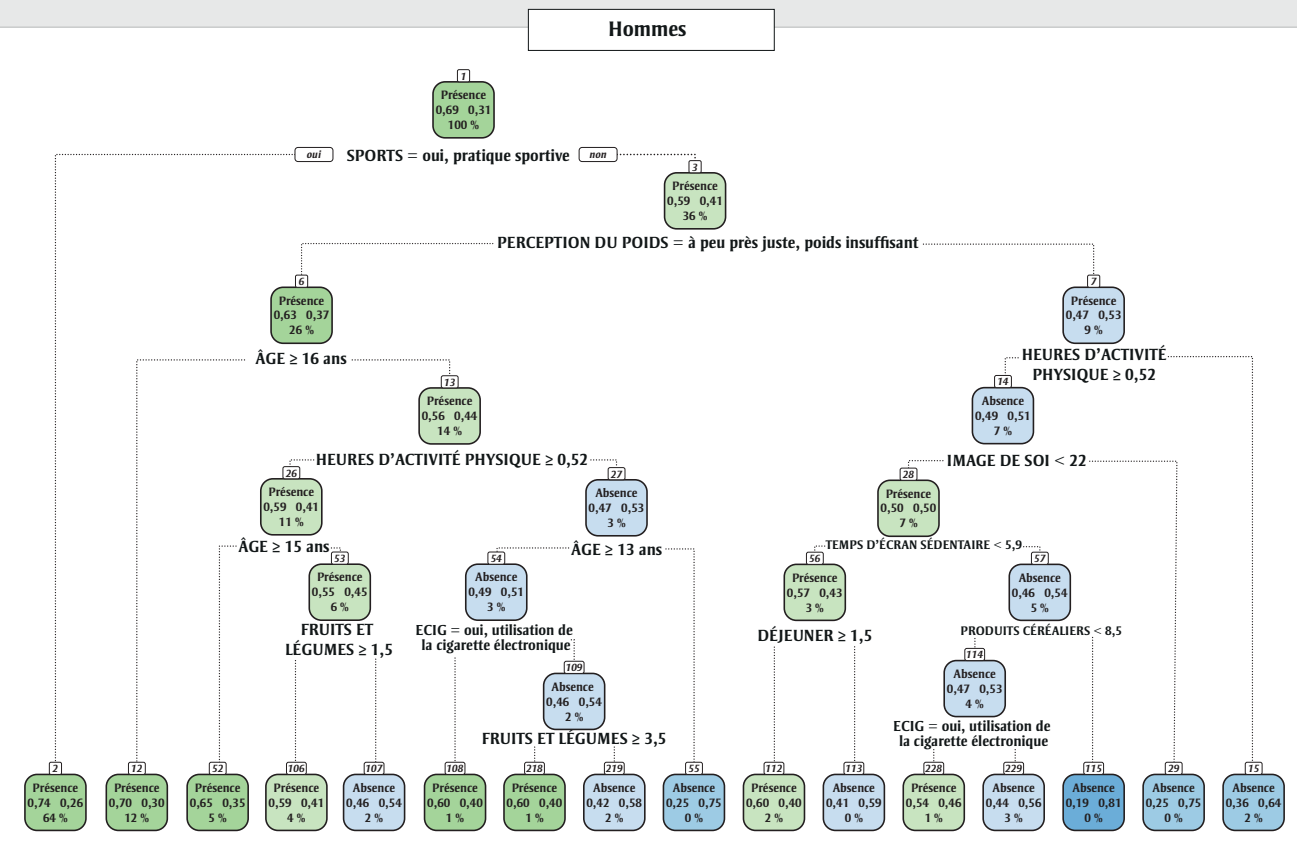 Hommes
1
Présence
0,69 0,31
100 %
oui SPORTS = oui, pratique sportive non
3
Présence
0,59 0,41
36 %
PERCEPTION DU POIDS = à peu près juste, poids insuffisant
6
Présence
0,63 0,37
26 %
7
Présence
0,47 0,53
9 %
ÂGE ≥ 16 ans
HEURES D'ACTIVITÉ
PHYSIQUE ≥ 0,52
13
Présence
0,56 0,44
14 %
14
Absence
0,49 0,51
7 %
HEURES D'ACTIVITÉ PHYSIQUE ≥ 0,52
IMAGE DE SOI < 22
26
Présence
0,59 0,41
11 %
27
Absence
0,47 0,53
3 %
28
Présence
0,50 0,50
7 %
ÂGE ≥ 15 ans
ÂGE ≥ 13 ans
TEMPS D'ÉCRAN SÉDENTAIRE < 5,9
53
Présence
0,55 0,45
6 %
54
Absence
0,49 0,51
3 %
56
Présence
0,57 0,43
3 %
57
Absence
0,46 0,54
5 %
FRUITS ET
LÉGUMES ≥ 1,5
ECIG = oui, utilisation de
la cigarette électronique
DÉJEUNER ≥ 1,5
PRODUITS CÉRÉALIERS < 8,5
109
Absence
0,46 0,54
2 %
114
Absence
0,47 0,53
4 %
FRUITS ET LÉGUMES ≥ 3,5
ECIG = oui, utilisation de
la cigarette électronique
2
Présence
0,74 0,26
64 %
12
Présence
0,70 0,30
12 %
52
Présence
0,65 0,35
5 %
106
Présence
0,59 0,41
4 %
107
Absence
0,46 0,54
2 %
108
Présence
0,60 0,40
1 %
218
Présence
0,60 0,40
1 %
219
Absence
0,42 0,58
2 %
55
Absence
0,25 0,75
0 %
112
Présence
0,60 0,40
2 %
113
Absence
0,41 0,59
0 %
228
Présence
0,54 0,46
1 %
229
Absence
0,44 0,56
3 %
115
Absence
0,19 0,81
0 %
29
Absence
0,25 0,75
0 %
15
Absence
0,36 0,64
2 %